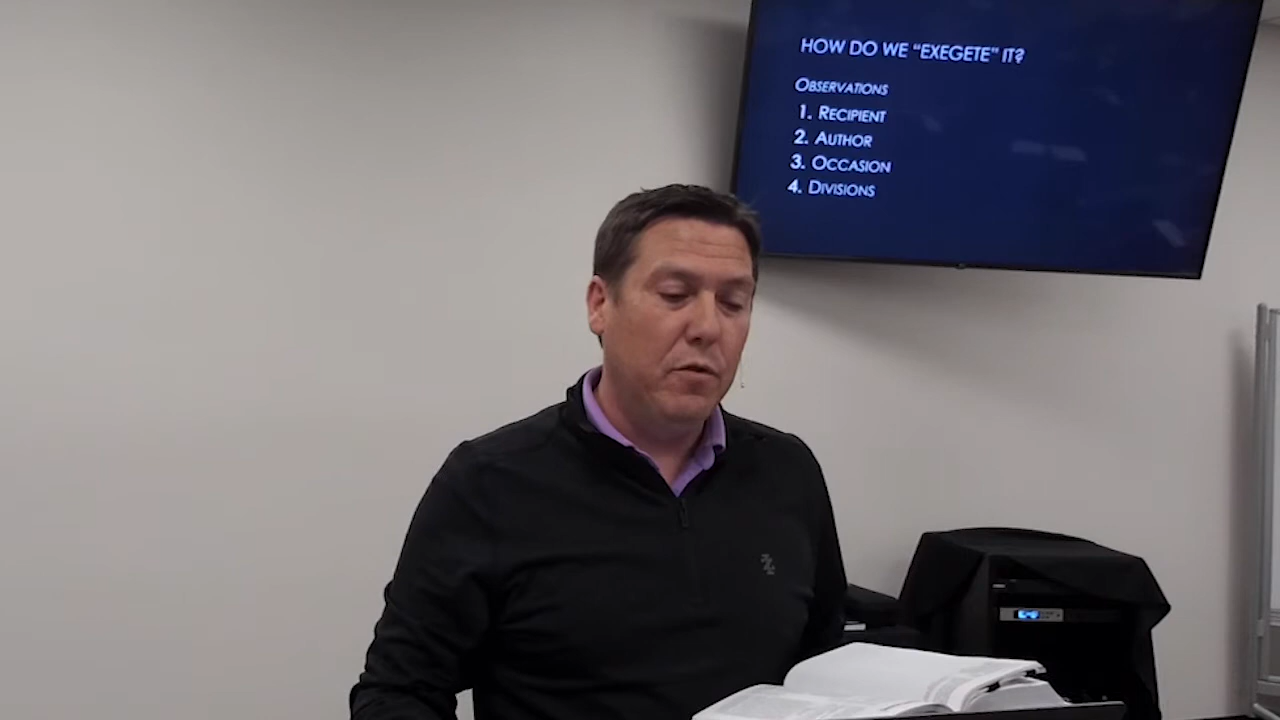 HOW DO WE “EXEGETE” IT?
OBSERVATIONS
1. RECIPIENT
2. AUTHOR
3. OCCASION
4. DIVISIONS